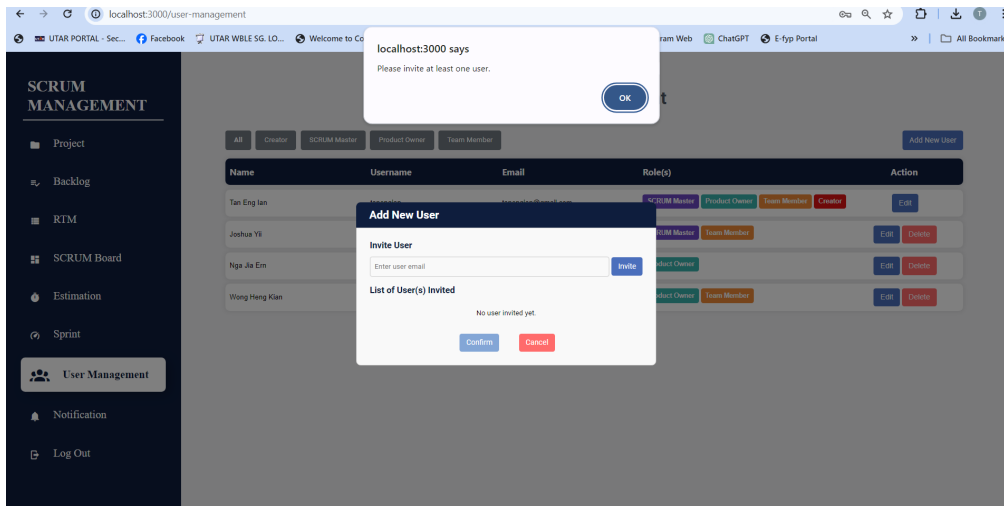 localhost:3000/user-management
UTAR PORTAL - Sec... Facebook UTAR WBLE SG. LO... Welcome to Co ram Web ChatGPT E-fyp Portal » All Bookmark
localhost:3000 says
Please invite at least one user.
OK
SCRUM
MANAGEMENT
Project
Backlog
RTM
SCRUM Board
Estimation
Sprint
User Management
Notification
Log Out
t
All Creator SCRUM Master Product Owner Team Member Add New User
Name Username Email Role(s) Action
Tan Eng Ian SCRUM Master Product Owner Team Member Creator Edit
Joshua Yii RUM Master Team Member Edit Delete
Nga Jia Ern duct Owner Edit Delete
Wong Heng Kian duct Owner Team Member Edit Delete
Add New User
Invite User
Enter user email Invite
List of User(s) Invited
No user invited yet.
Confirm Cancel